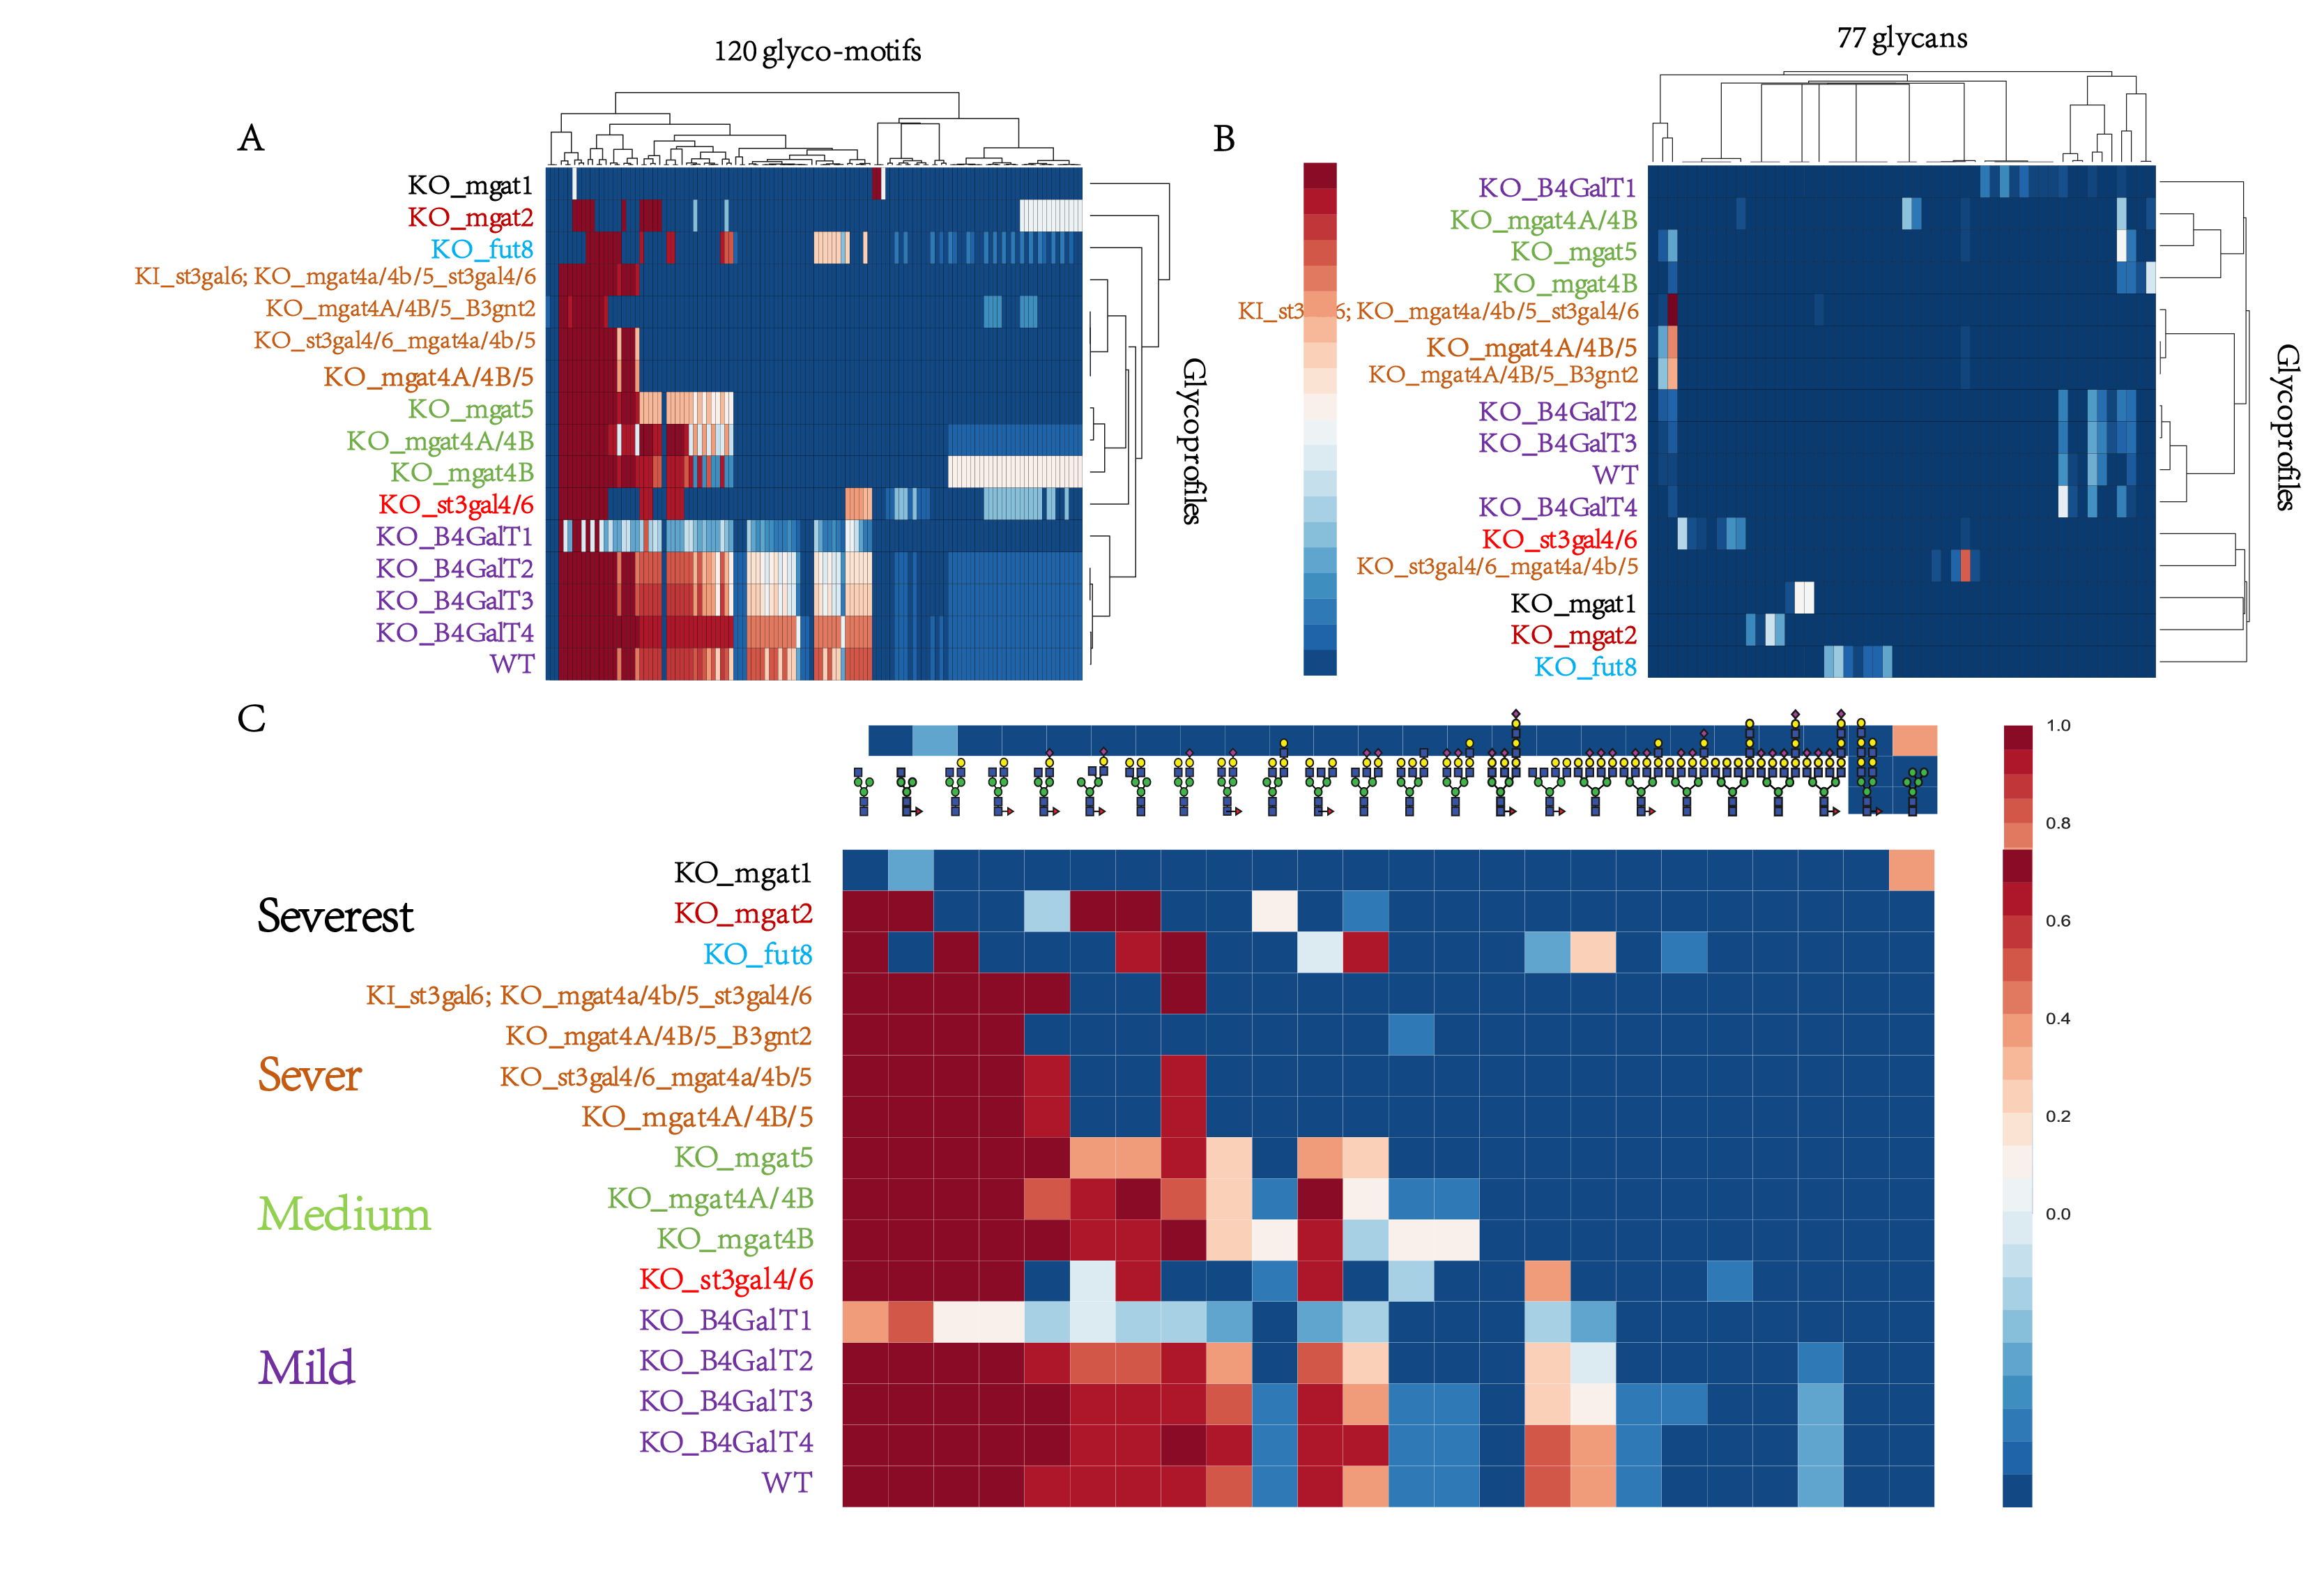 120 glyco-motifs
A
KO_mgat1
KO_mgat2
KO_fut8
KI_st3gal6; KO_mgat4a/4b/5_st3gal4/6
KO_mgat4A/4B/5_B3gnt2
KO_st3gal4/6_mgat4a/4b/5
KO_mgat4A/4B/5
KO_mgat5
KO_mgat4A/4B
KO_mgat4B
KO_st3gal4/6
KO_B4GalT1
KO_B4GalT2
KO_B4GalT3
KO_B4GalT4
WT
Glycoprofiles
77 glycans
B
KO_B4GalT1
KO_mgat4A/4B
KO_mgat5
KO_mgat4B
KI_st3 6; KO_mgat4a/4b/5_st3gal4/6
KO_mgat4A/4B/5
KO_mgat4A/4B/5_B3gnt2
KO_B4GalT2
KO_B4GalT3
WT
KO_B4GalT4
KO_st3gal4/6
KO_st3gal4/6_mgat4a/4b/5
KO_mgat1
KO_mgat2
KO_fut8
Glycoprofiles
C
Severest
Sever
Medium
Mild
KO_mgat1
KO_mgat2
KO_fut8
KI_st3gal6; KO_mgat4a/4b/5_st3gal4/6
KO_mgat4A/4B/5_B3gnt2
KO_st3gal4/6_mgat4a/4b/5
KO_mgat4A/4B/5
KO_mgat5
KO_mgat4A/4B
KO_mgat4B
KO_st3gal4/6
KO_B4GalT1
KO_B4GalT2
KO_B4GalT3
KO_B4GalT4
WT
1.0
0.8
0.6
0.4
0.2
0.0